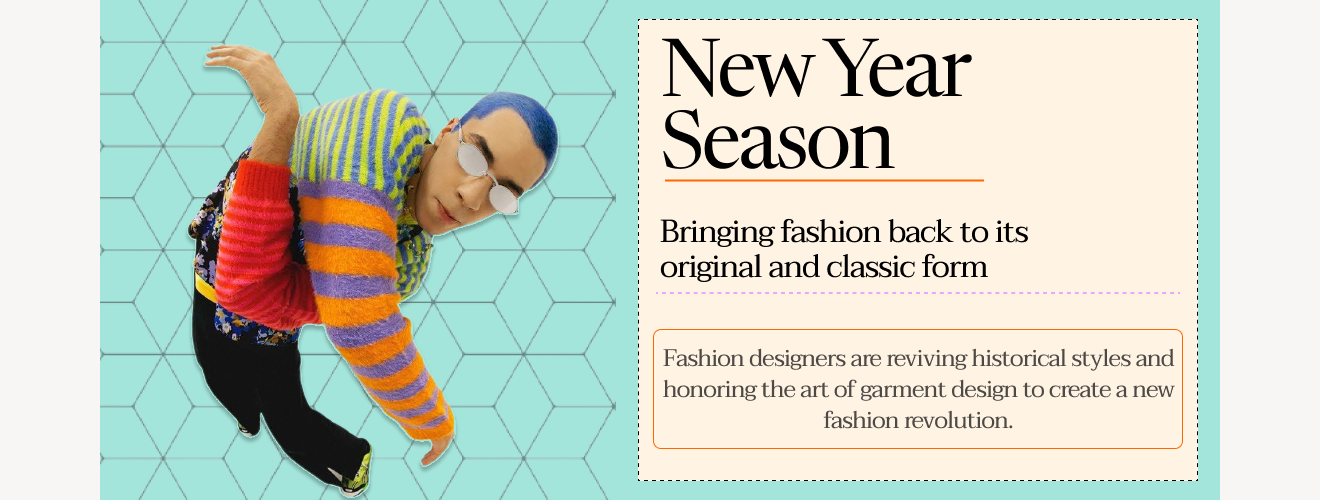 New Year
Season
Bringing fashion back to its
original and classic form
Fashion designers are reviving historical styles and
honoring the art of garment design to create a new
fashion revolution.